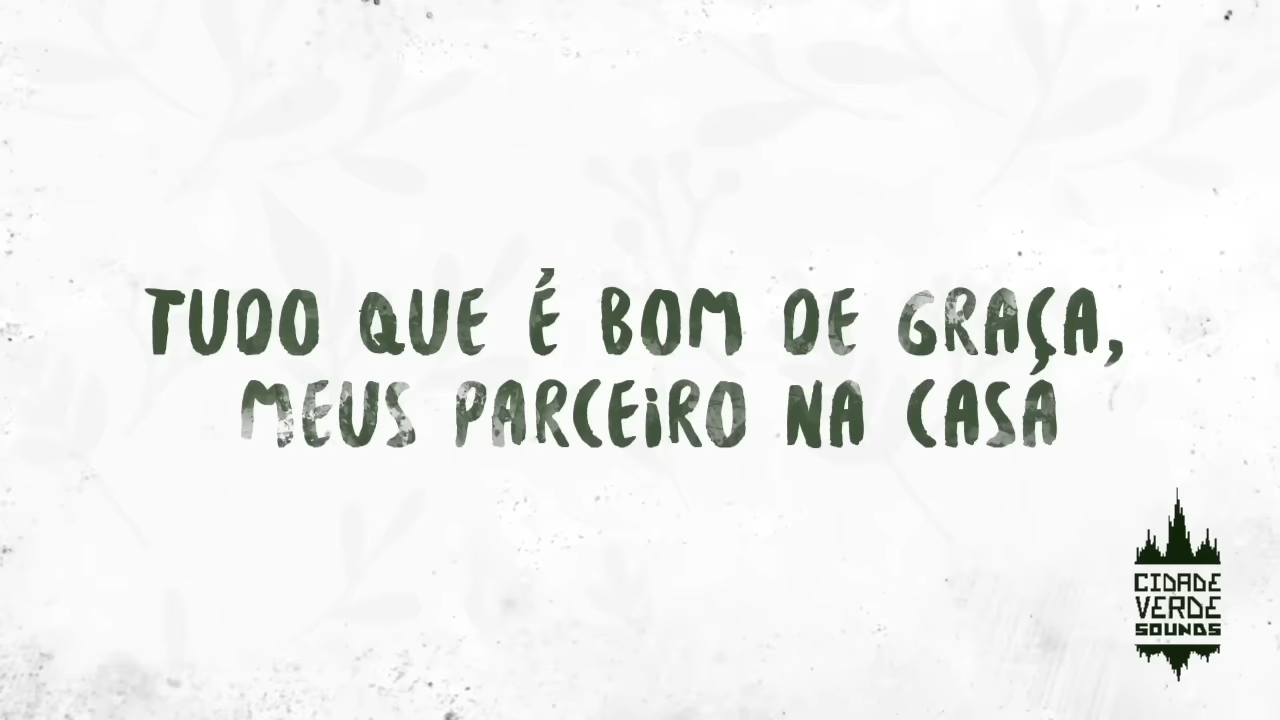 TUDO QUE É BOM DE GRAÇA,
MEUS PARCEIRO NA CASA
CIDADE
VERDE
SOUNDS